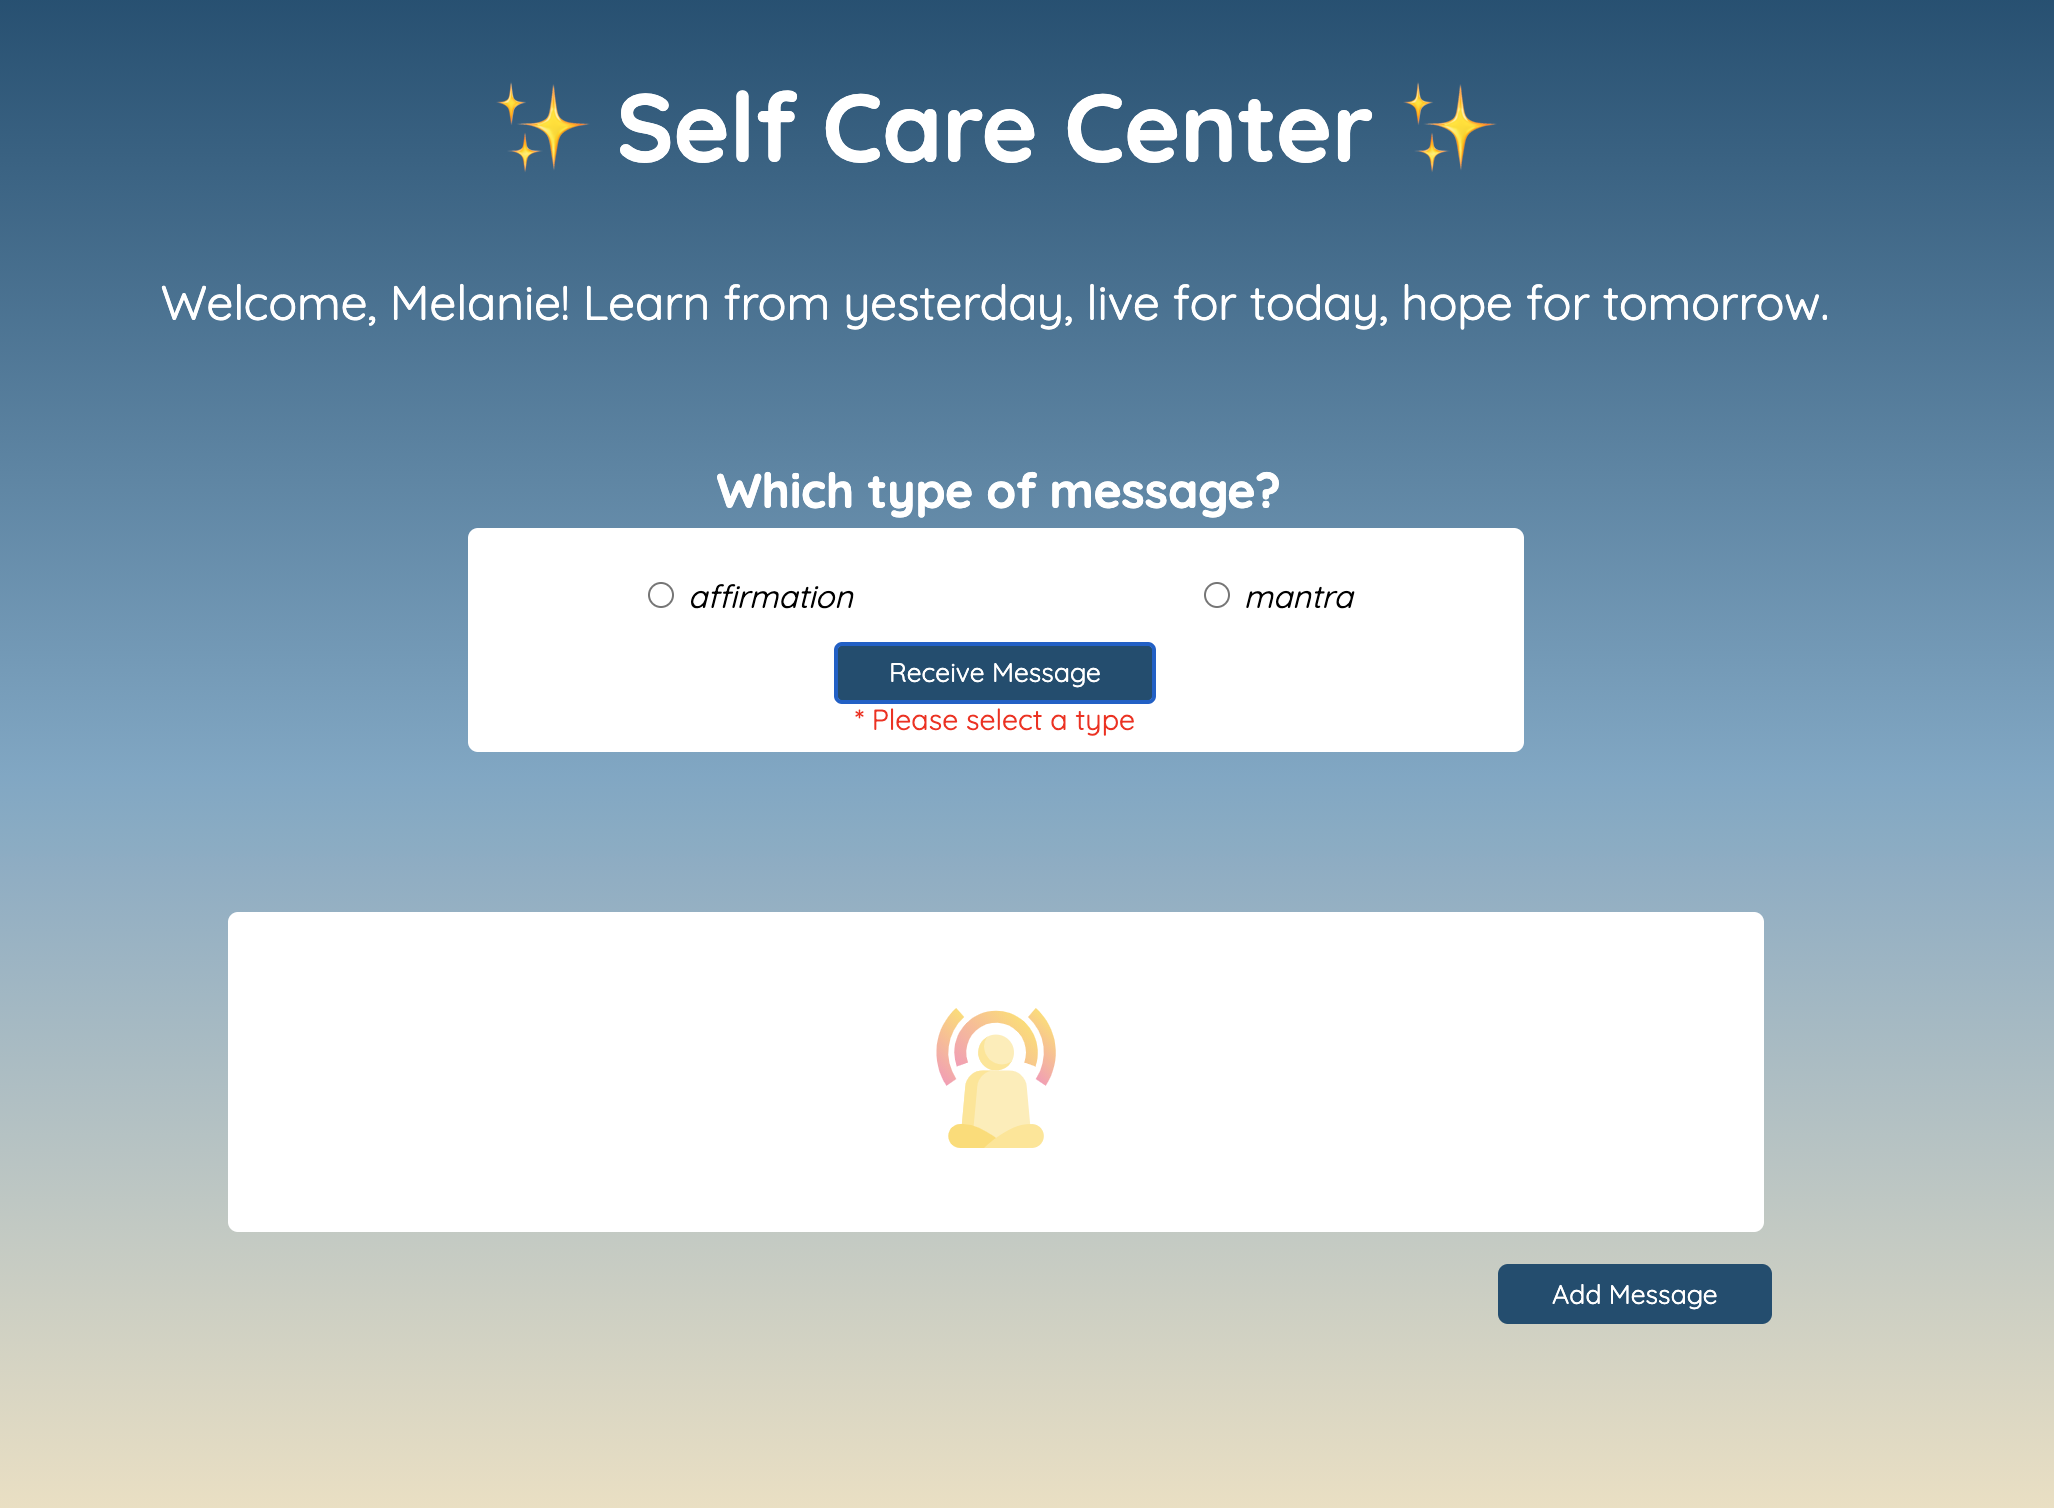 ✨ Self Care Center ✨
Welcome, Melanie! Learn from yesterday, live for today, hope for tomorrow.
Which type of message?
affirmation
mantra
Receive Message
* Please select a type
Add Message